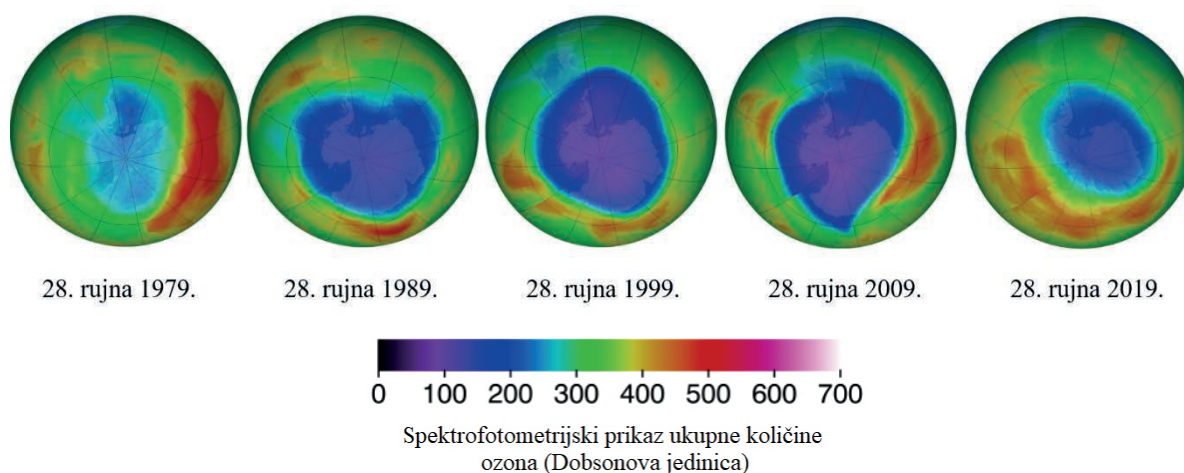 28. rujna 1979.
28. rujna 1989.
28. rujna 1999.
28. rujna 2009.
28. rujna 2019.
0 100 200 300 400 500 600 700
Spektrofotometrijski prikaz ukupne količine
ozona (Dobsonova jedinica)